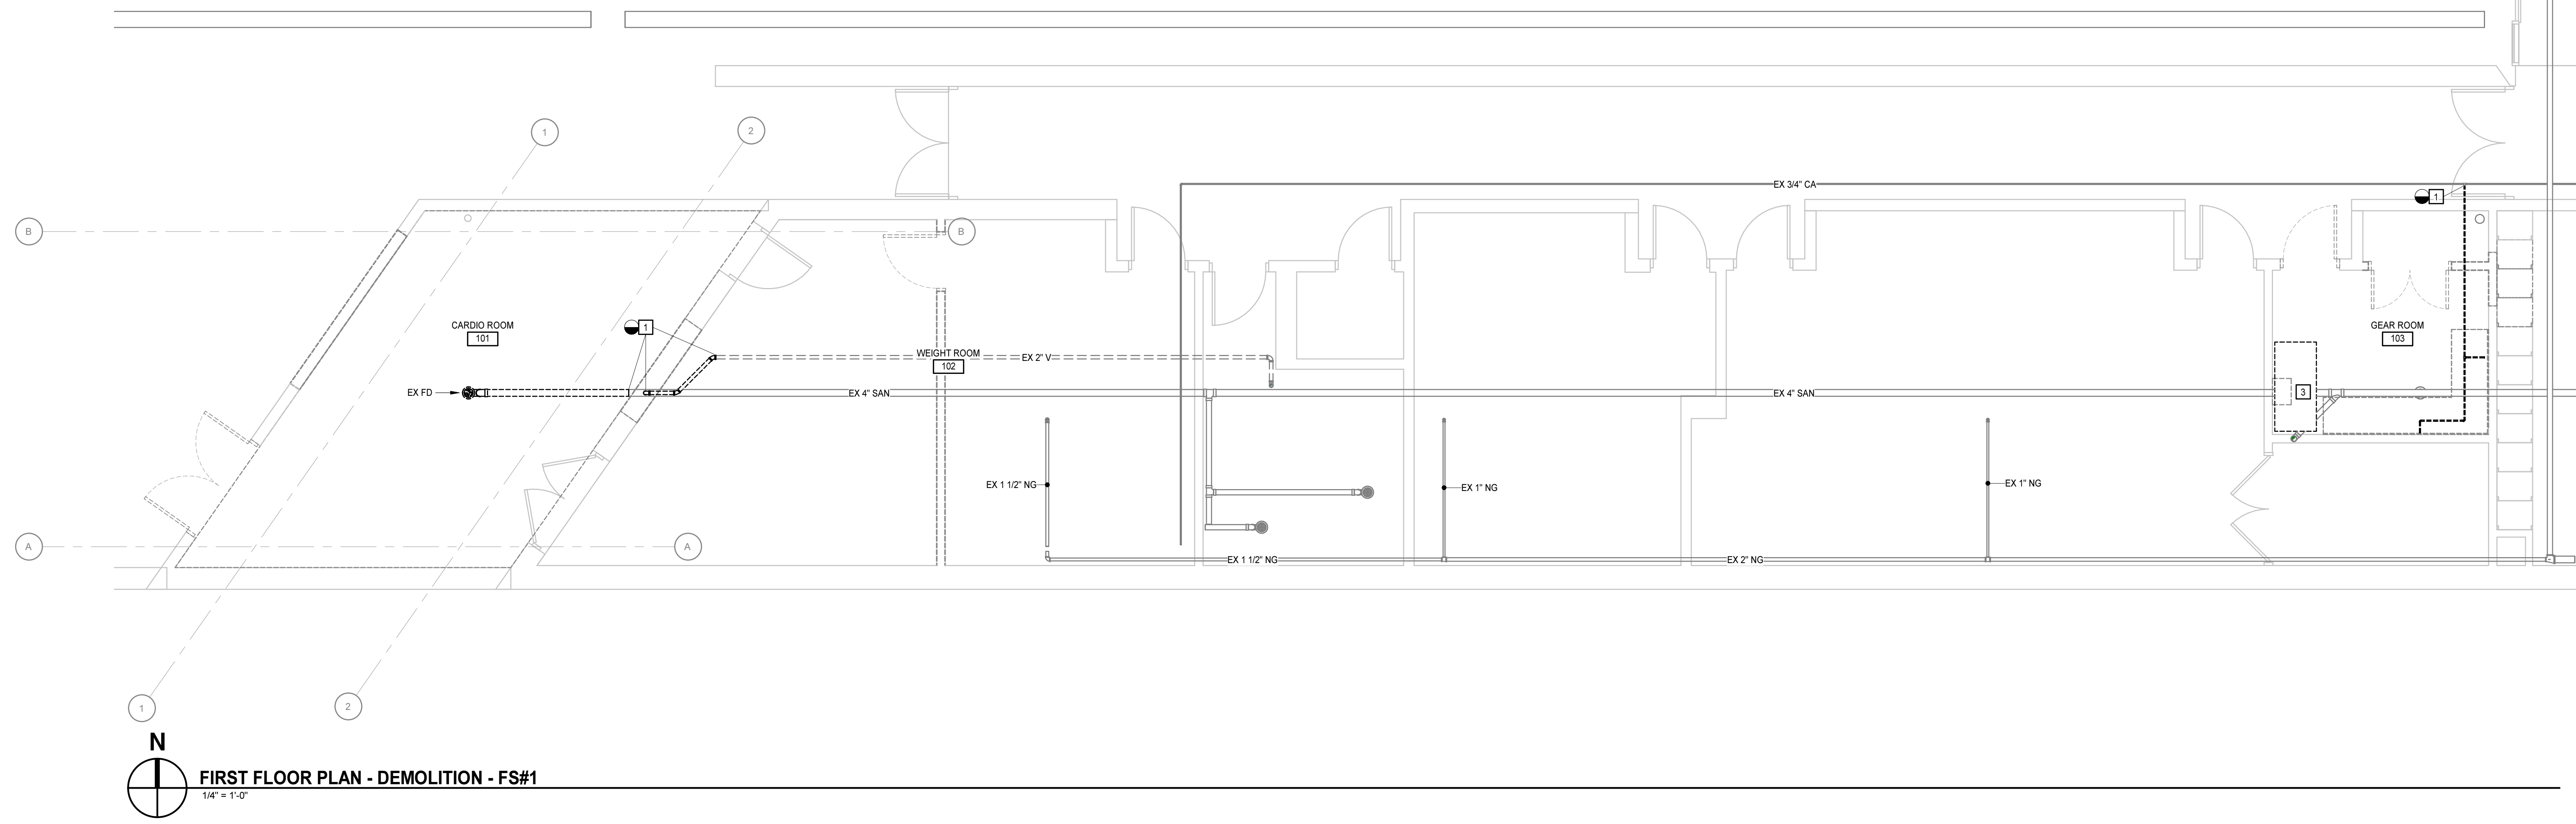 1
2
EX 3/4" CA
1
B
B
CARDIO ROOM
101
1
GEAR ROOM
103
WEIGHT ROOM
102
EX 2" V
EX FD
EX 4" SAN
EX 4" SAN
3
EX 1 1/2" NG
EX 1" NG
EX 1" NG
A
A
EX 1 1/2" NG
EX 2" NG
1
2
N
FIRST FLOOR PLAN - DEMOLITION - FS#1
1/4" = 1'-0"